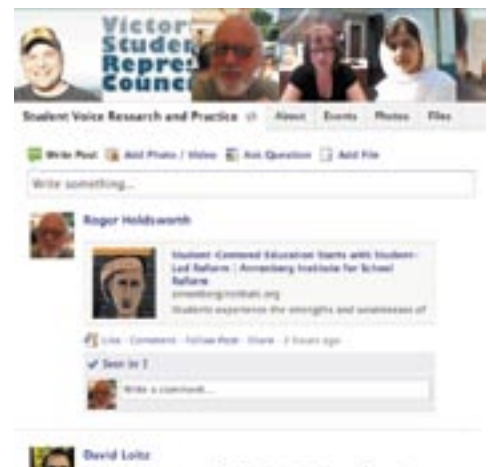 Victor
Studen
Repres
Counci
Student Voice Research and Practice About Events Photos Files
Write Post Add Photo / Video Ask Question Add File
Write something...
Roger Holdsworth
Student-Centered Education Starts with Student-
Led Reform | Annenberg Institute for School
Reform
annenberginstitute.org
Students experience the strengths and weaknesses of
Like · Comment · Follow Post · Share · 2 hours ago
Seen by 7
Write a comment...
David Loitz